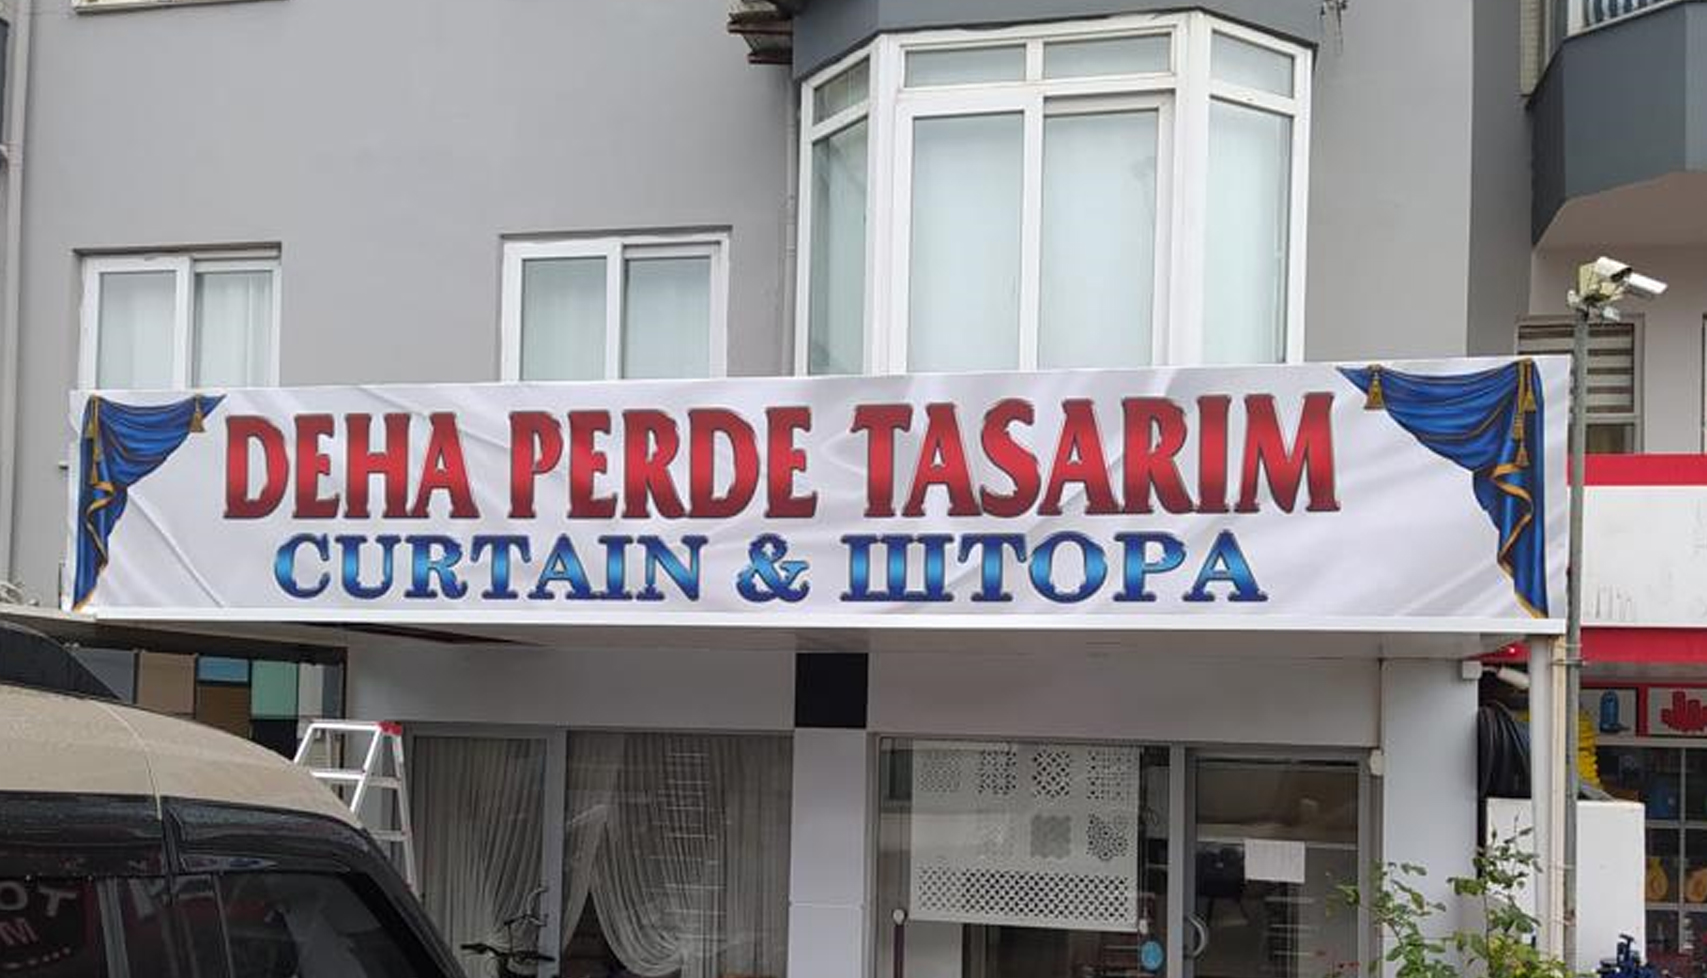 DEHA PERDE TASARIM
CURTAIN & ШТОРА